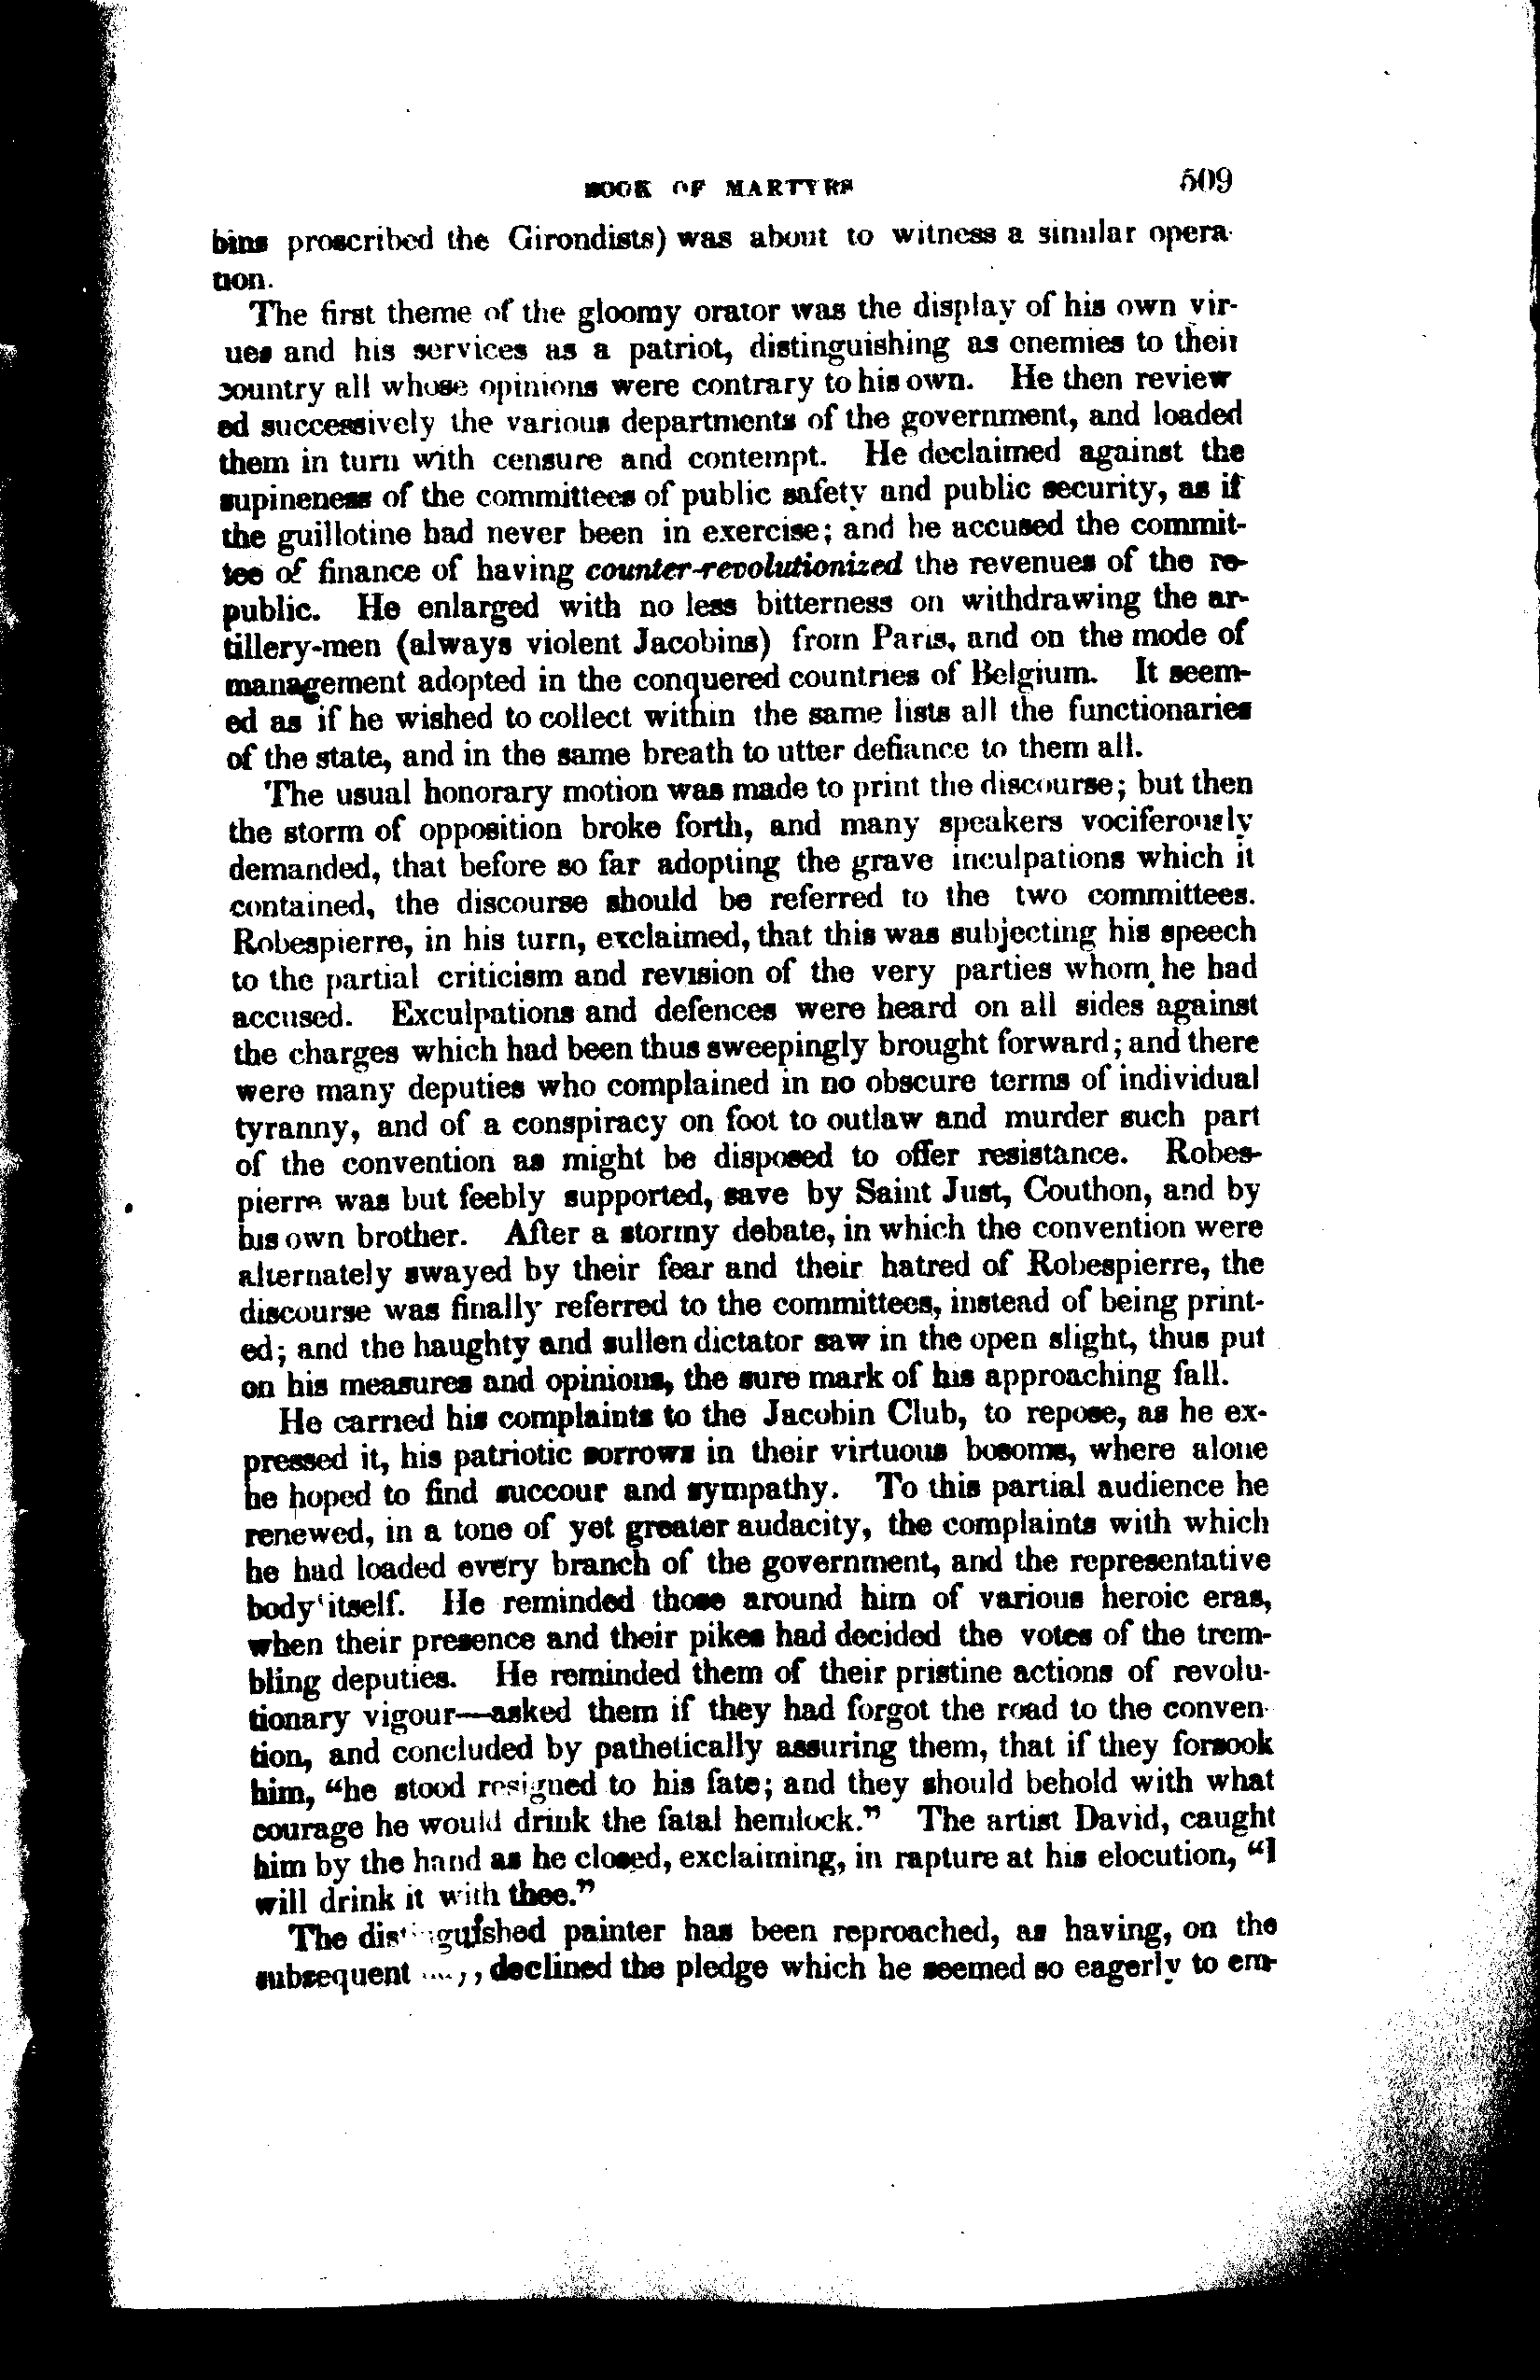 BOOK OF MARTYRS 509
bins proscribed the Girondists) was about to witness a similar opera-
tion.
The first theme of the gloomy orator was the display of his own vir-
ues and his services as a patriot, distinguishing as enemies to their
country all whose opinions were contrary to his own. He then review
ed successively the various departments of the government, and loaded
them in turn with censure and contempt. He declaimed against the
supineness of the committees of public safety and public security, as if
the guillotine had never been in exercise; and he accused the commit-
tee of finance of having counter-revolutionized the revenues of the re-
public. He enlarged with no less bitterness on withdrawing the ar-
tillery-men (always violent Jacobins) from Paris, and on the mode of
management adopted in the conquered countries of Belgium. It seem-
ed as if he wished to collect within the same lists all the functionaries
of the state, and in the same breath to utter defiance to them all.
The usual honorary motion was made to print the discourse; but then
the storm of opposition broke forth, and many speakers vociferously
demanded, that before so far adopting the grave inculpations which it
contained, the discourse should be referred to the two committees.
Robespierre, in his turn, exclaimed, that this was subjecting his speech
to the partial criticism and revision of the very parties whom he had
accused. Exculpations and defences were heard on all sides against
the charges which had been thus sweepingly brought forward; and there
were many deputies who complained in no obscure terms of individual
tyranny, and of a conspiracy on foot to outlaw and murder such part
of the convention as might be disposed to offer resistance. Robes-
pierre was but feebly supported, save by Saint Just, Couthon, and by
his own brother. After a stormy debate, in which the convention were
alternately swayed by their fear and their hatred of Robespierre, the
discourse was finally referred to the committees, instead of being print-
ed; and the haughty and sullen dictator saw in the open slight, thus put
on his measures and opinions, the sure mark of his approaching fall.
He carried his complaints to the Jacobin Club, to repose, as he ex-
pressed it, his patriotic sorrows in their virtuous bosoms, where alone
he hoped to find succour and sympathy. To this partial audience he
renewed, in a tone of yet greater audacity, the complaints with which
he had loaded every branch of the government, and the representative
body itself. He reminded those around him of various heroic eras,
when their presence and their pikes had decided the votes of the trem-
bling deputies. He reminded them of their pristine actions of revolu-
tionary vigour—asked them if they had forgot the road to the conven-
tion, and concluded by pathetically assuring them, that if they forsook
him, "he stood resigned to his fate; and they should behold with what
courage he would drink the fatal hemlock." The artist David, caught
him by the hand as he closed, exclaiming, in rapture at his elocution, "I
will drink it with thee."
The distinguished painter has been reproached, as having, on the
subsequent declined the pledge which he seemed so eagerly to em-